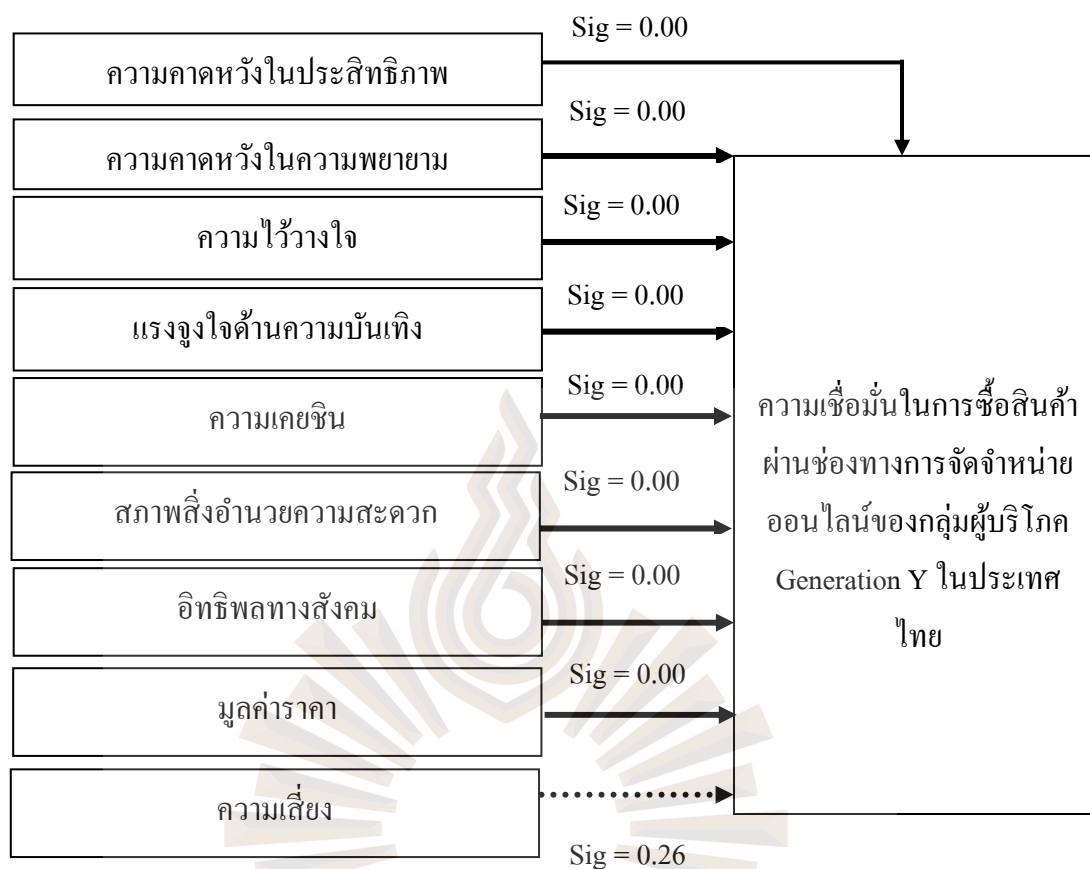 Sig = 0.00
ความคาดหวังในประสิทธิภาพ
Sig = 0.00
ความคาดหวังในความพยายาม
Sig = 0.00
ความไว้วางใจ
Sig = 0.00
แรงจูงใจด้านความบันเทิง
Sig = 0.00
ความเคยชิน
Sig = 0.00
สภาพสิ่งอำนวยความสะดวก
Sig = 0.00
อิทธิพลทางสังคม
Sig = 0.00
มูลค่าราคา
ความเสี่ยง
Sig = 0.26
ความเชื่อมั่นในการซื้อสินค้า
ผ่านช่องทางการจัดจำหน่าย
ออนไลน์ของกลุ่มผู้บริโภค
Generation Y ในประเทศ
ไทย